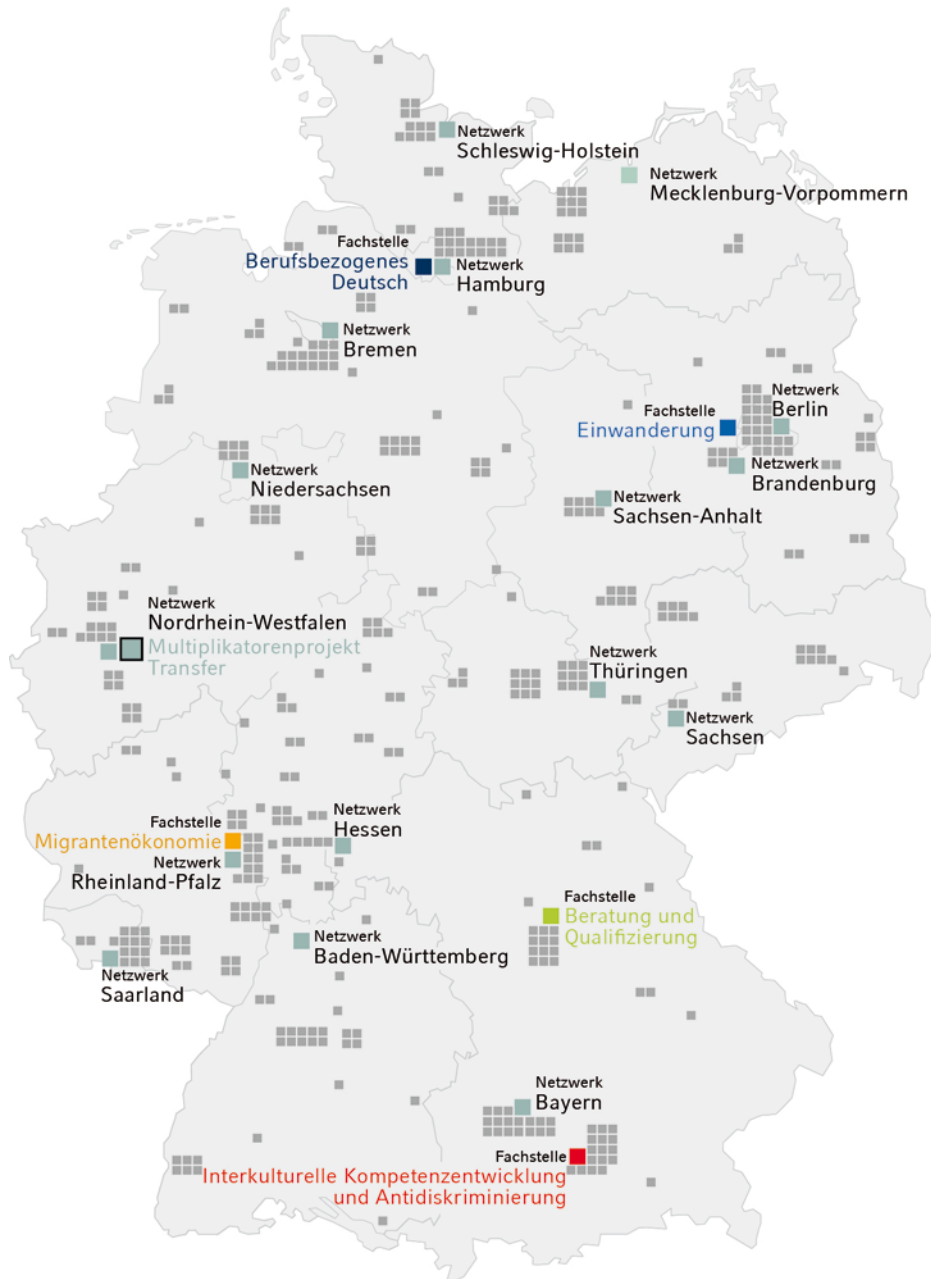 Netzwerk
Schleswig-Holstein
Netzwerk
Mecklenburg-Vorpommern
Fachstelle
Berufsbezogenes
Deutsch
Netzwerk
Hamburg
Netzwerk
Bremen
Netzwerk
Berlin
Fachstelle
Einwanderung
Netzwerk
Brandenburg
Netzwerk
Niedersachsen
Netzwerk
Sachsen-Anhalt
Netzwerk
Nordrhein-Westfalen
Multiplikatorenprojekt
Transfer
Netzwerk
Thüringen
Netzwerk
Sachsen
Netzwerk
Hessen
Fachstelle
Migrantenökonomie
Netzwerk
Rheinland-Pfalz
Fachstelle
Beratung und
Qualifizierung
Netzwerk
Baden-Württemberg
Netzwerk
Saarland
Netzwerk
Bayern
Fachstelle
Interkulturelle Kompetenzentwicklung
und Antidiskriminierung